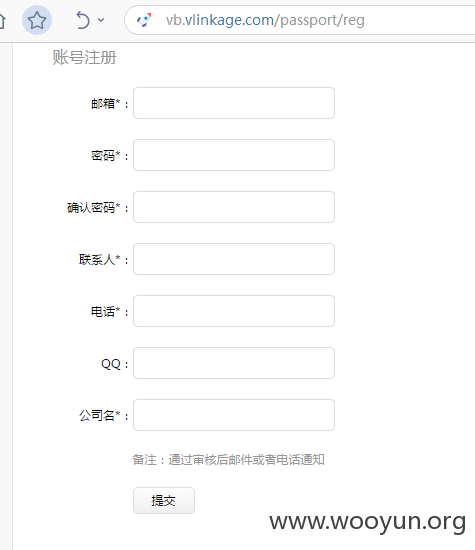 vb.vlinkage.com/passport/reg
账号注册
邮箱*：
密码*：
确认密码*：
联系人*：
电话*：
QQ：
公司名*：
备注：通过审核后邮件或者电话通知
提交
www.wooyun.org